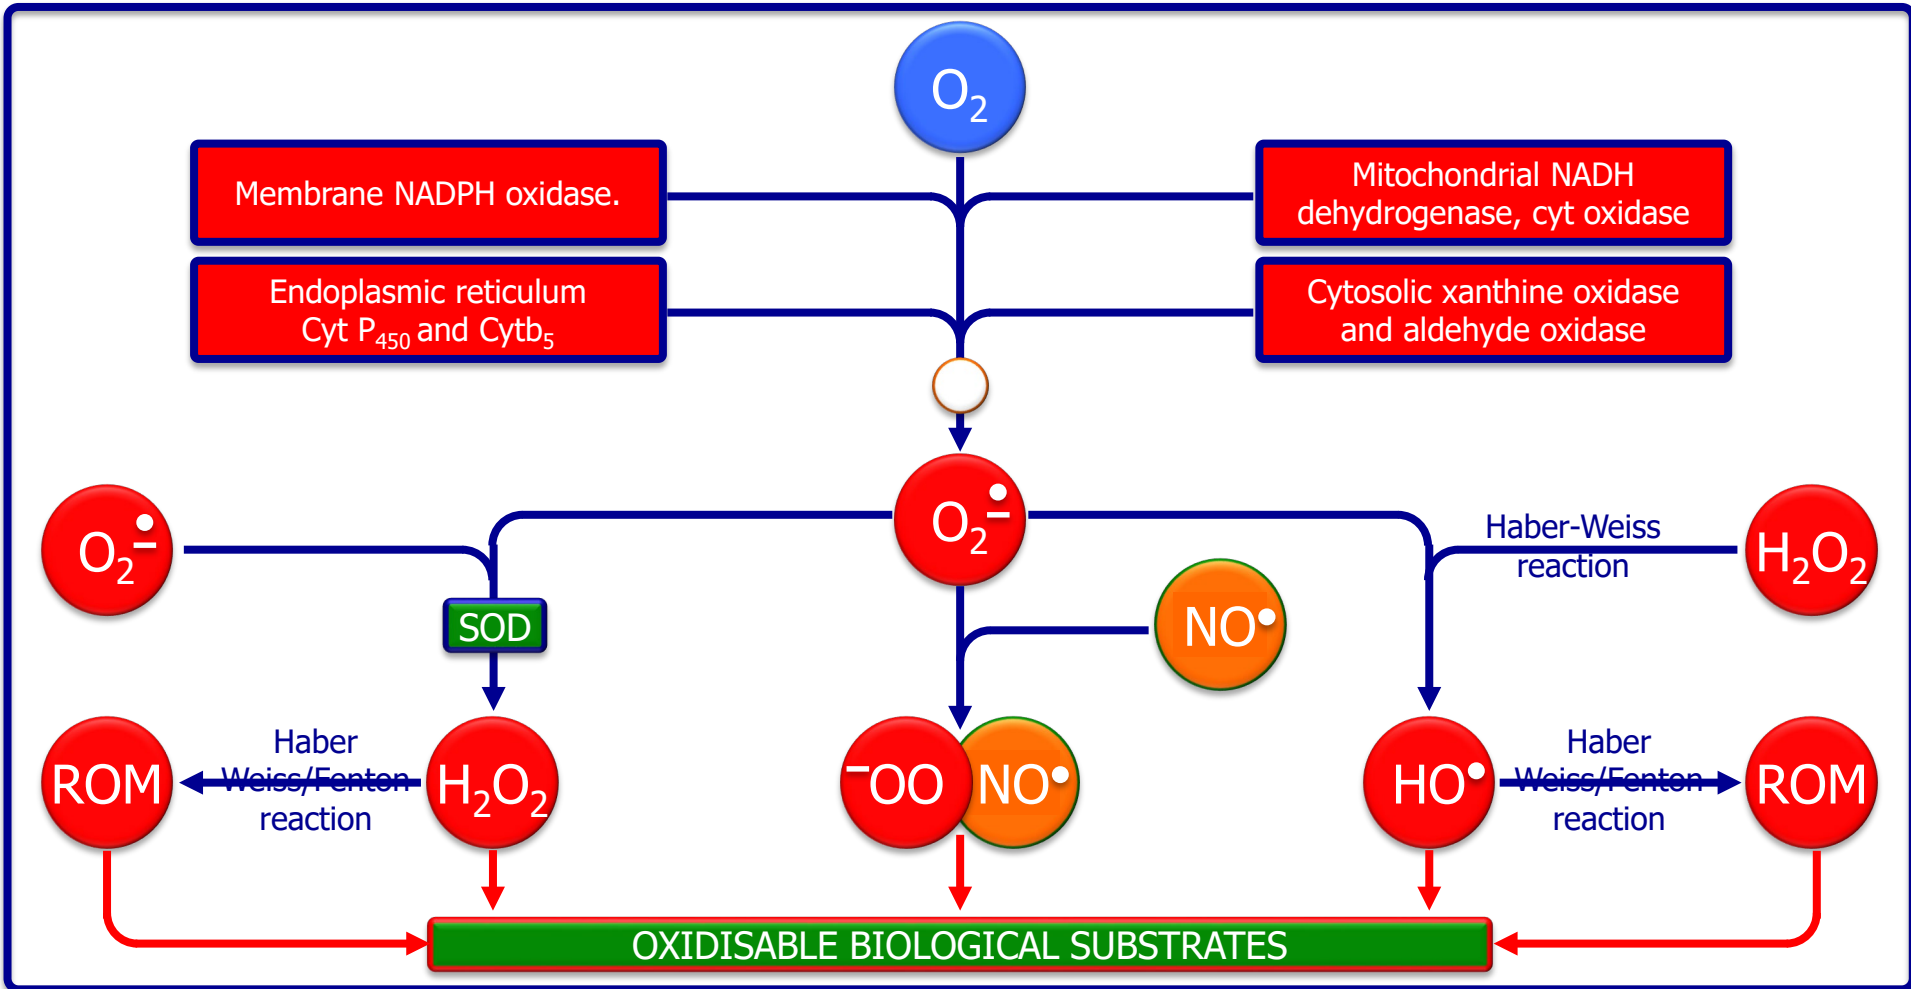 O₂
Membrane NADPH oxidase.
Mitochondrial NADH
dehydrogenase, cyt oxidase
Endoplasmic reticulum
Cyt P₄₅₀ and Cytb₅
Cytosolic xanthine oxidase
and aldehyde oxidase
O₂•−
O₂•−
Haber-Weiss
reaction
H₂O₂
SOD
NO•
ROM
Haber
Weiss/Fenton
reaction
H₂O₂
−OO
NO•
HO•
Haber
Weiss/Fenton
reaction
ROM
OXIDISABLE BIOLOGICAL SUBSTRATES